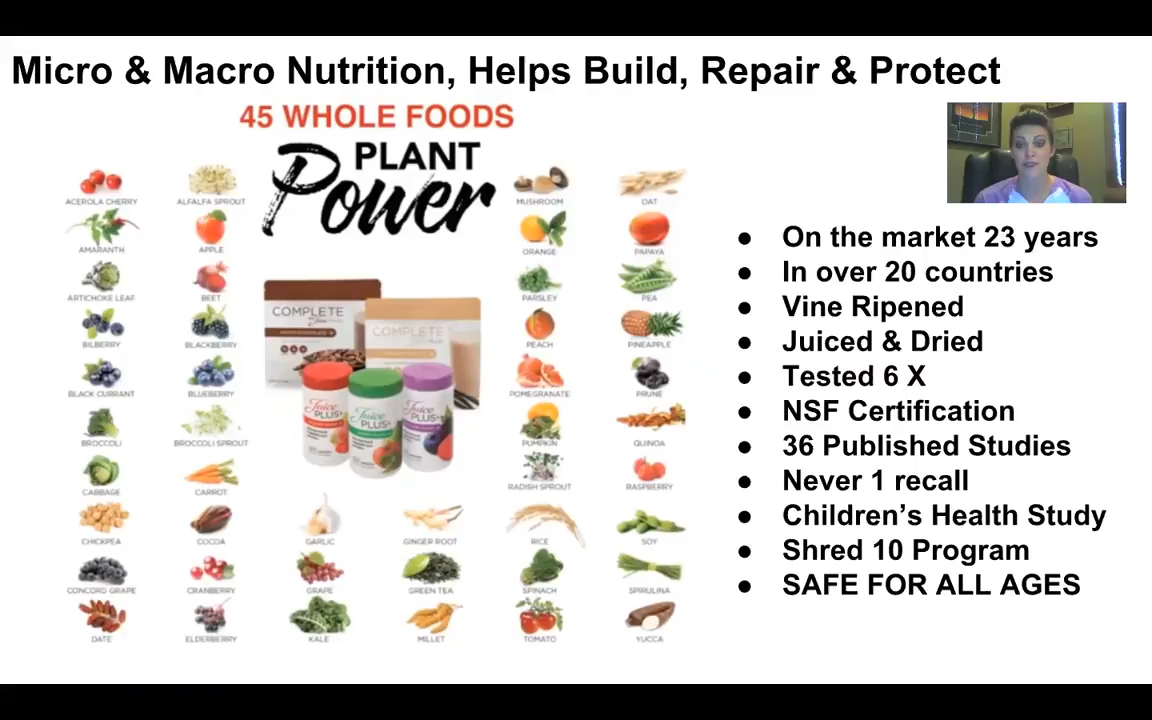 Micro & Macro Nutrition, Helps Build, Repair & Protect
45 WHOLE FOODS
PLANT
Power
ACEROLA CHERRY
ALFALFA SPROUT
MUSHROOM
OAT
AMARANTH
APPLE
ORANGE
PAPAYA
ARTICHOKE LEAF
BEET
PARSLEY
PEA
BILBERRY
BLACKBERRY
PEACH
PINEAPPLE
BLACK CURRANT
BLUEBERRY
POMEGRANATE
PRUNE
BROCCOLI
BROCCOLI SPROUT
PUMPKIN
QUINOA
CABBAGE
CARROT
RADISH SPROUT
RASPBERRY
CHICKPEA
COCOA
GARLIC
GINGER ROOT
RICE
SOY
CONCORD GRAPE
CRANBERRY
GRAPE
GREEN TEA
SPINACH
SPIRULINA
DATE
ELDERBERRY
KALE
MILLET
TOMATO
YUCCA
COMPLETE
COMPLETE
Juice
PLUS+
Juice
PLUS+
Juice
PLUS+
● On the market 23 years
● In over 20 countries
● Vine Ripened
● Juiced & Dried
● Tested 6 X
● NSF Certification
● 36 Published Studies
● Never 1 recall
● Children’s Health Study
● Shred 10 Program
● SAFE FOR ALL AGES